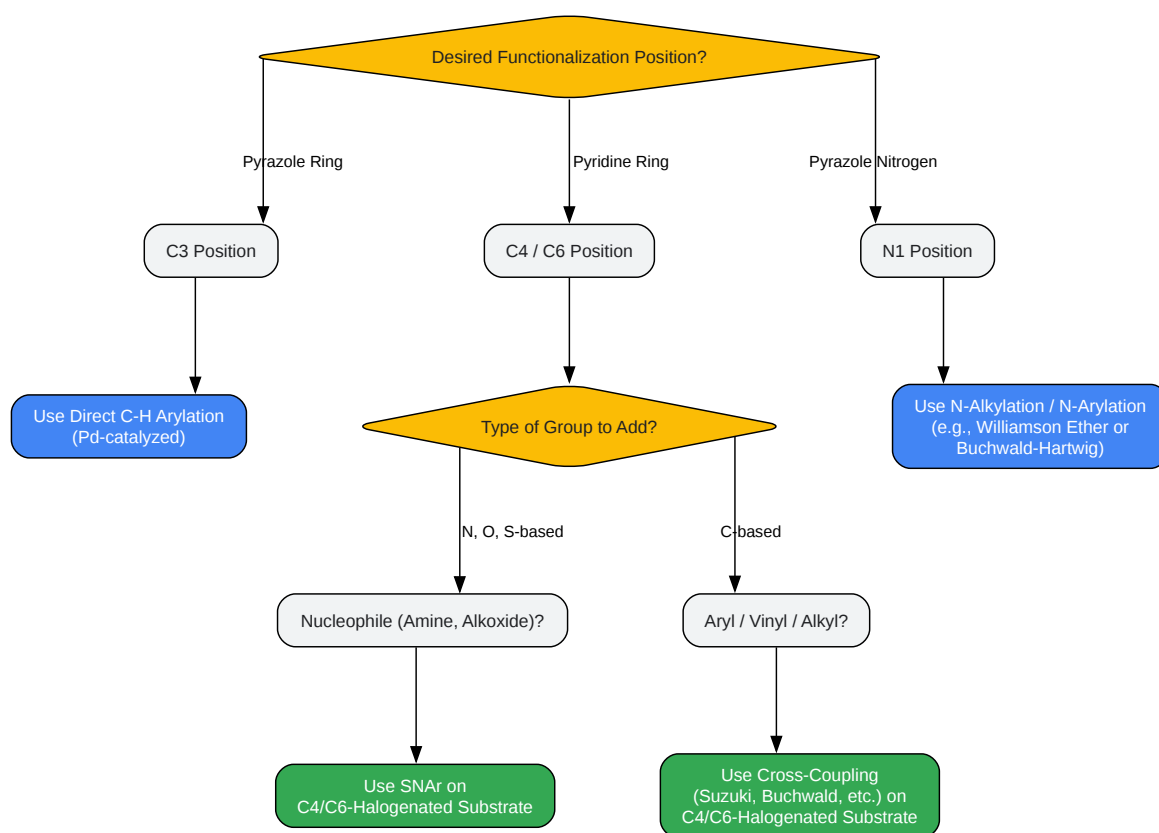 Desired Functionalization Position?
Pyrazole Ring
Pyridine Ring
Pyrazole Nitrogen
C3 Position
C4 / C6 Position
N1 Position
Use Direct C-H Arylation
(Pd-catalyzed)
Type of Group to Add?
Use N-Alkylation / N-Arylation
(e.g., Williamson Ether or
Buchwald-Hartwig)
N, O, S-based
C-based
Nucleophile (Amine, Alkoxide)?
Aryl / Vinyl / Alkyl?
Use SNAr on
C4/C6-Halogenated Substrate
Use Cross-Coupling
(Suzuki, Buchwald, etc.) on
C4/C6-Halogenated Substrate